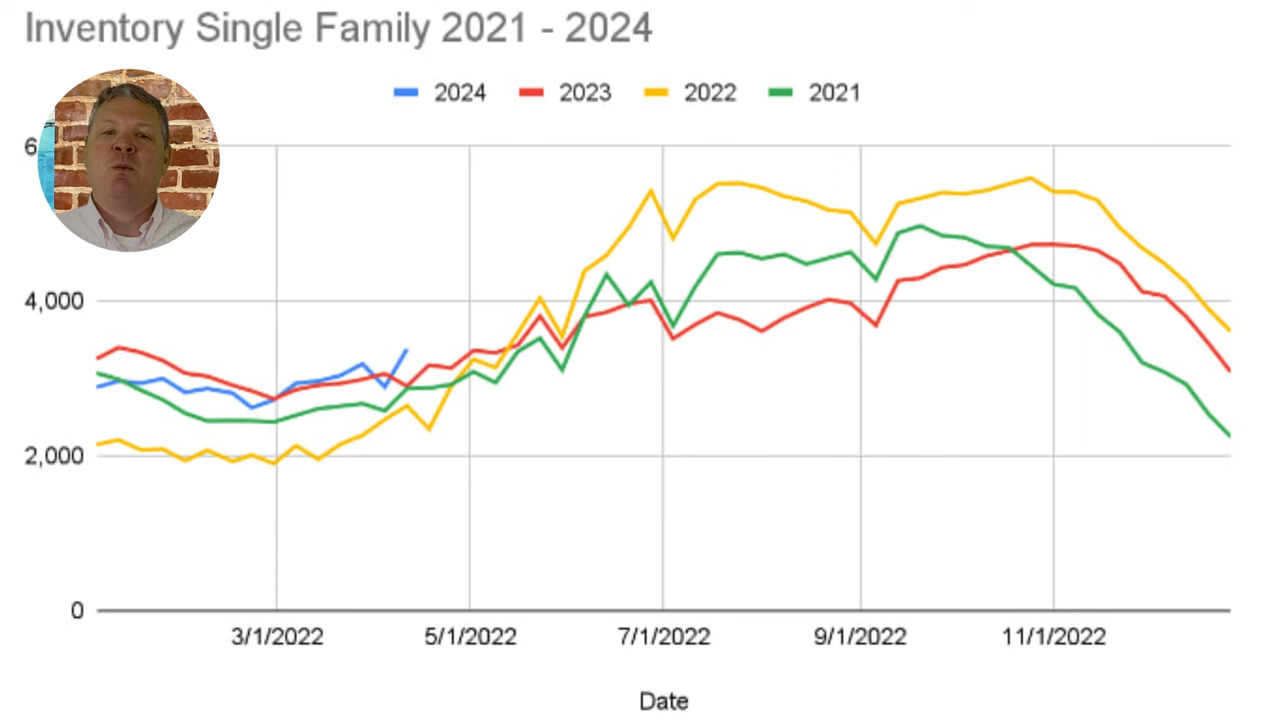 Inventory Single Family 2021 - 2024
2024 2023 2022 2021
6
4,000
2,000
0
3/1/2022 5/1/2022 7/1/2022 9/1/2022 11/1/2022
Date